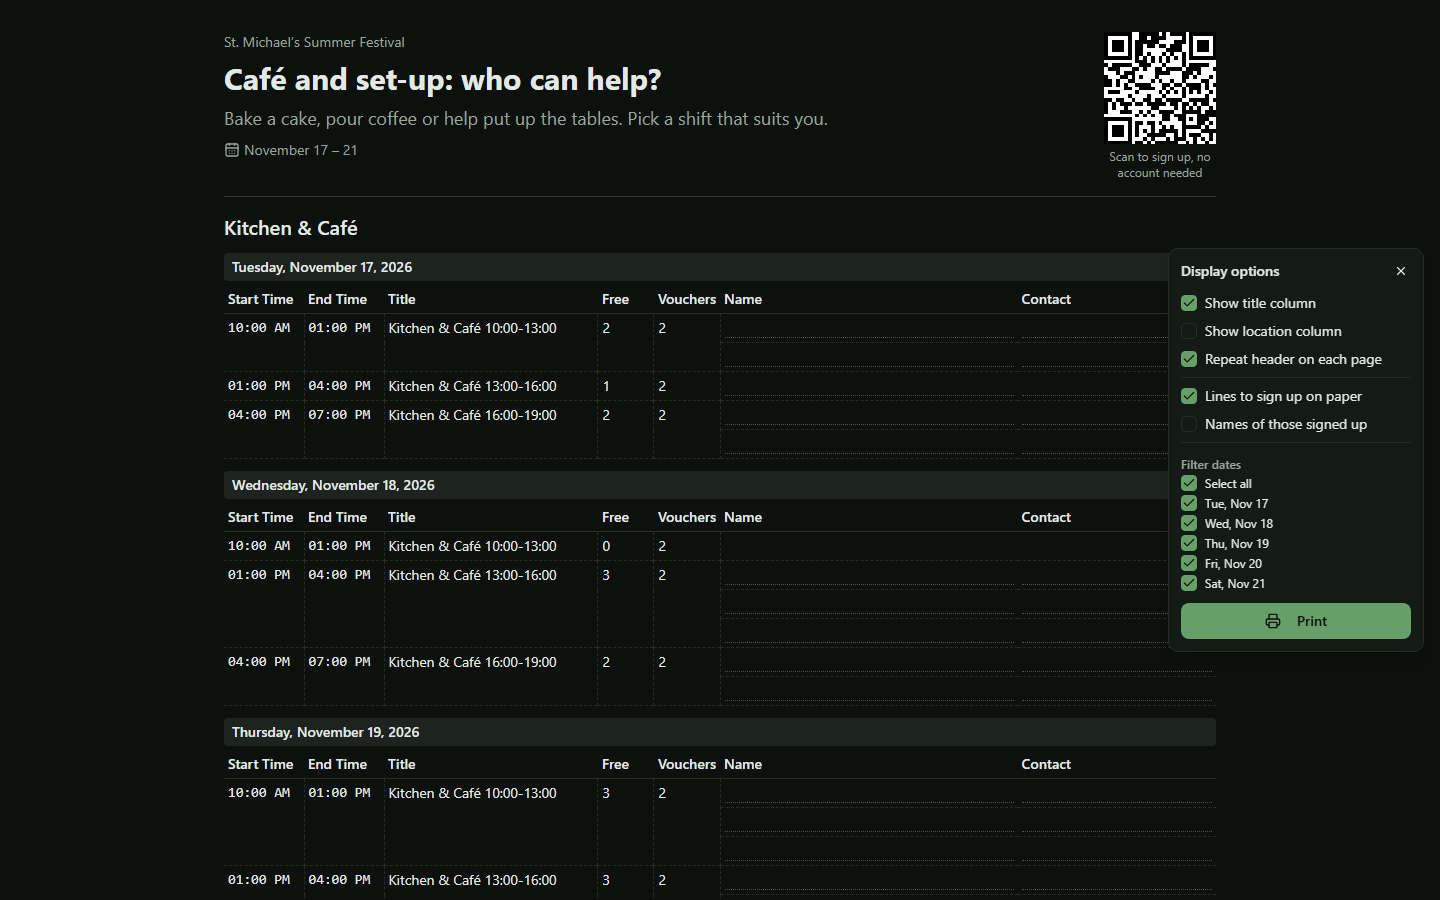 St. Michael's Summer Festival
Café and set-up: who can help?
Bake a cake, pour coffee or help put up the tables. Pick a shift that suits you.
November 17 – 21
Scan to sign up, no
account needed
Kitchen & Café
Tuesday, November 17, 2026
Start Time End Time Title Free Vouchers Name Contact
10:00 AM 01:00 PM Kitchen & Café 10:00-13:00 2 2
01:00 PM 04:00 PM Kitchen & Café 13:00-16:00 1 2
04:00 PM 07:00 PM Kitchen & Café 16:00-19:00 2 2
Wednesday, November 18, 2026
Start Time End Time Title Free Vouchers Name Contact
10:00 AM 01:00 PM Kitchen & Café 10:00-13:00 0 2
01:00 PM 04:00 PM Kitchen & Café 13:00-16:00 3 2
04:00 PM 07:00 PM Kitchen & Café 16:00-19:00 2 2
Thursday, November 19, 2026
Start Time End Time Title Free Vouchers Name Contact
10:00 AM 01:00 PM Kitchen & Café 10:00-13:00 3 2
01:00 PM 04:00 PM Kitchen & Café 13:00-16:00 3 2
Display options
Show title column
Show location column
Repeat header on each page
Lines to sign up on paper
Names of those signed up
Filter dates
Select all
Tue, Nov 17
Wed, Nov 18
Thu, Nov 19
Fri, Nov 20
Sat, Nov 21
Print